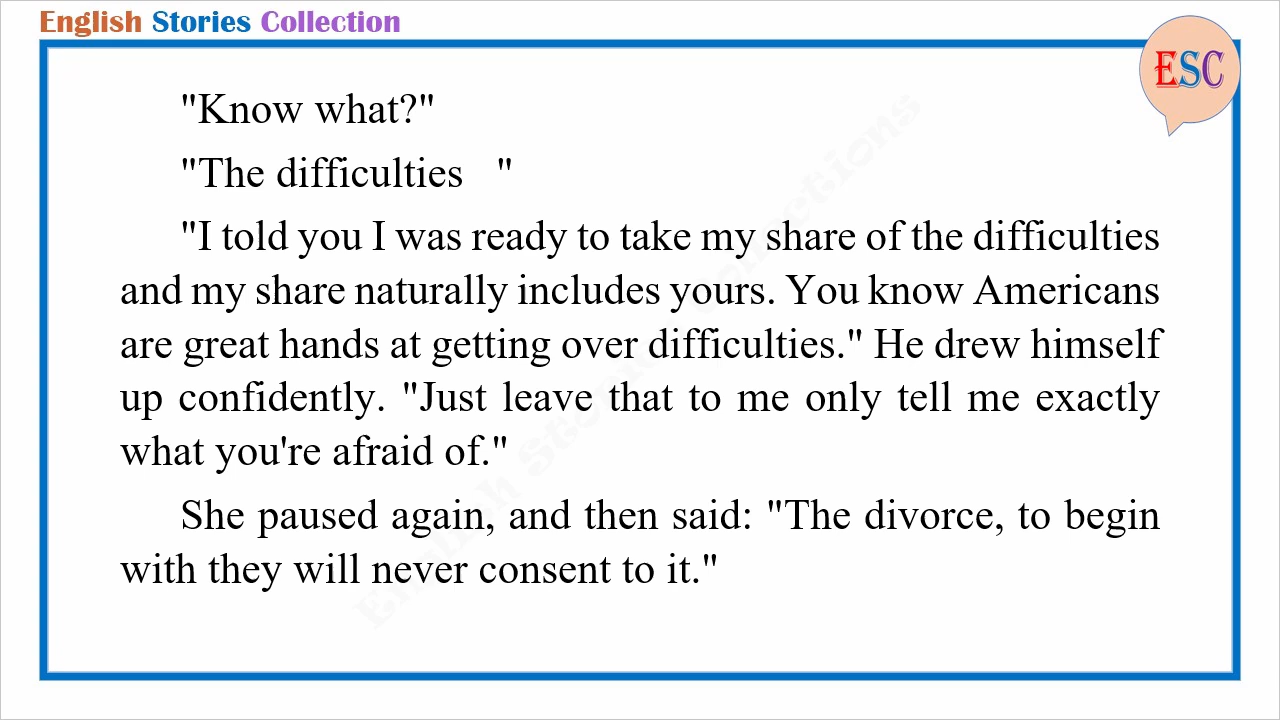 English Stories Collection
ESC
"Know what?"
"The difficulties   "
"I told you I was ready to take my share of the difficulties
and my share naturally includes yours. You know Americans
are great hands at getting over difficulties." He drew himself
up confidently. "Just leave that to me only tell me exactly
what you're afraid of."
She paused again, and then said: "The divorce, to begin
with they will never consent to it."
English Stories Collections